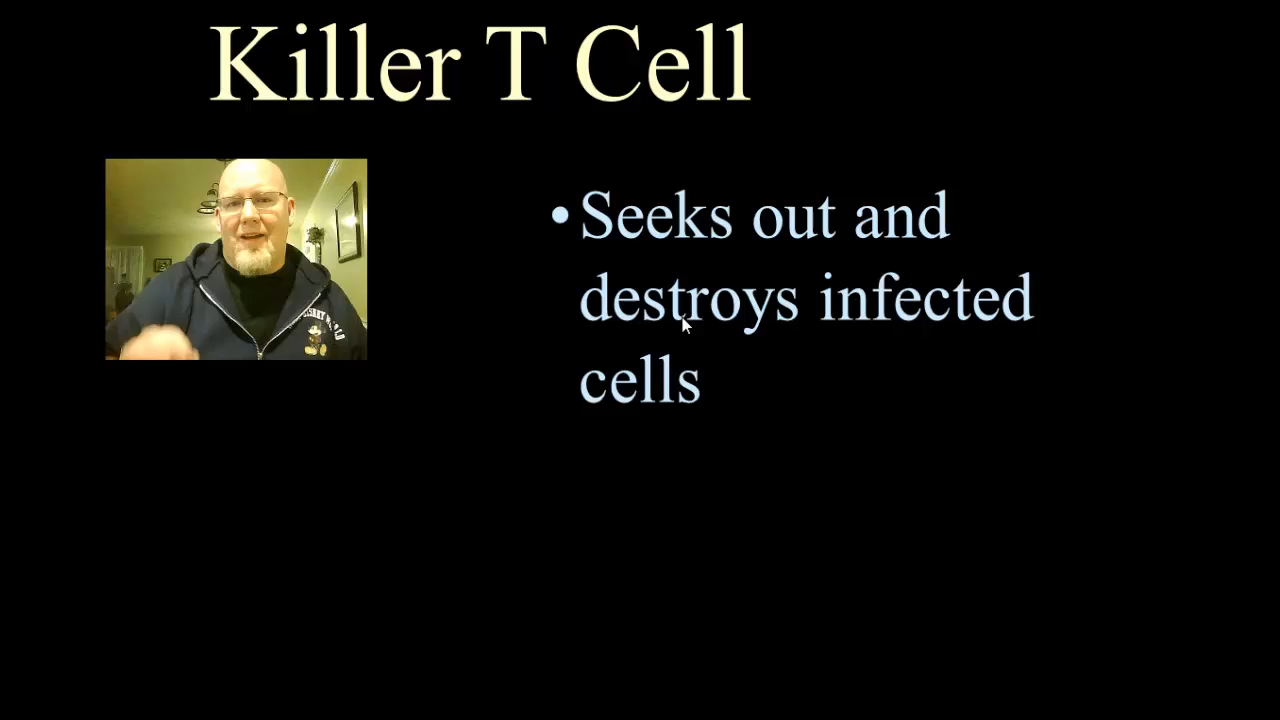 Killer T Cell
• Seeks out and
destroys infected
cells